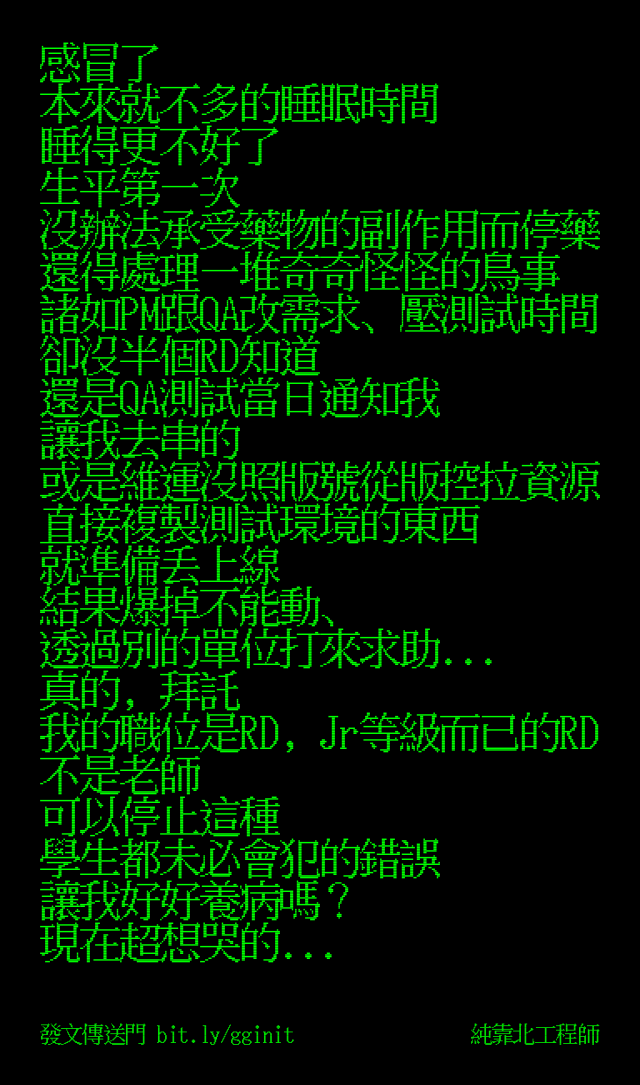 感冒了
本來就不多的睡眠時間
睡得更不好了
生平第一次
沒辦法承受藥物的副作用而停藥
還得處理一堆奇奇怪怪的鳥事
諸如PM跟QA改需求、壓測試時間
卻沒半個RD知道
還是QA測試當日通知我
讓我去串的
或是維運沒照版號從版控拉資源
直接複製測試環境的東西
就準備丟上線
結果爆掉不能動、
透過別的單位打來求助...
真的, 拜託
我的職位是RD, Jr等級而已的RD
不是老師
可以停止這種
學生都未必會犯的錯誤
讓我好好養病嗎？
現在超想哭的...
發文傳送門 bit.ly/gginit
純靠北工程師